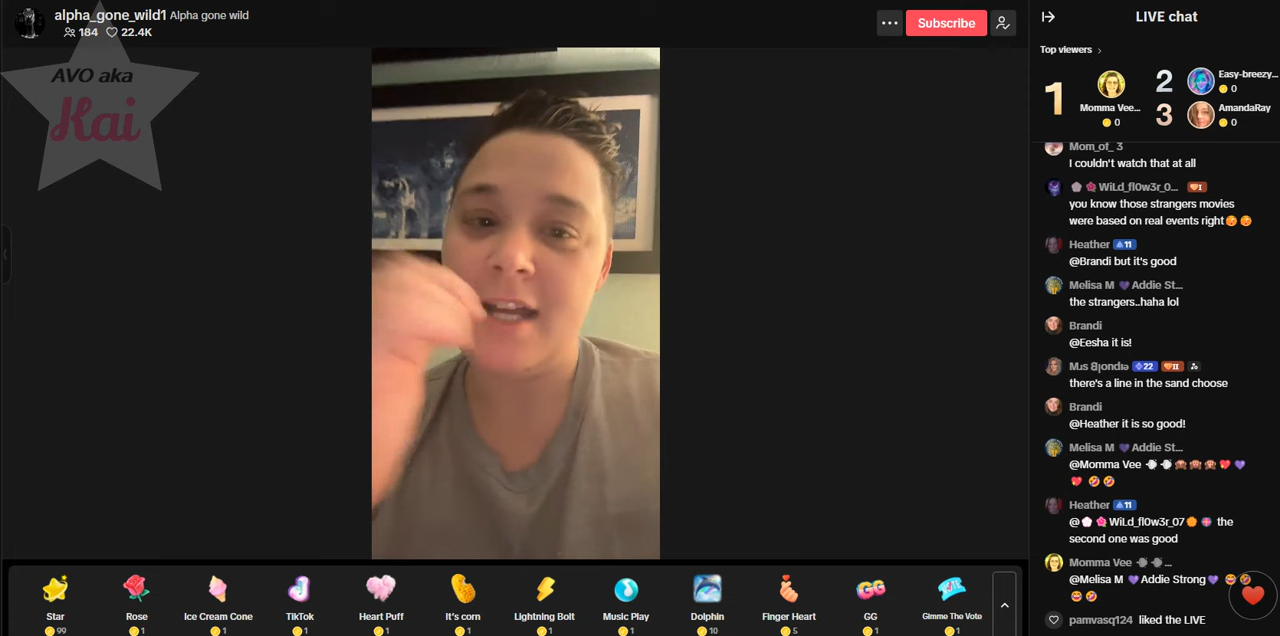 alpha_gone_wild1 Alpha gone wild
184 22.4K
Subscribe
AVO aka
Kai
LIVE chat
Top viewers >
1 Momma Vee... 0
2 Easy-breezy... 0
3 AmandaRay 0
Mom_of_ 3
I couldn't watch that at all
WiLd_fl0w3r_0... I
you know those strangers movies
were based on real events right
Heather 11
@Brandi but it's good
Melisa M 💜Addie St...
the strangers..haha lol
Brandi
@Eesha it is!
22 II
there's a line in the sand choose
Brandi
@Heather it is so good!
Melisa M 💜Addie St...
@Momma Vee
Heather 11
@ WiLd_fl0w3r_07 the
second one was good
Momma Vee ...
@Melisa M 💜Addie Strong💜
pamvasq124 liked the LIVE
Star
99
Rose
1
Ice Cream Cone
1
TikTok
1
Heart Puff
1
It's corn
1
Lightning Bolt
1
Music Play
1
Dolphin
10
Finger Heart
5
GG
GG
1
Gimme The Vote
1